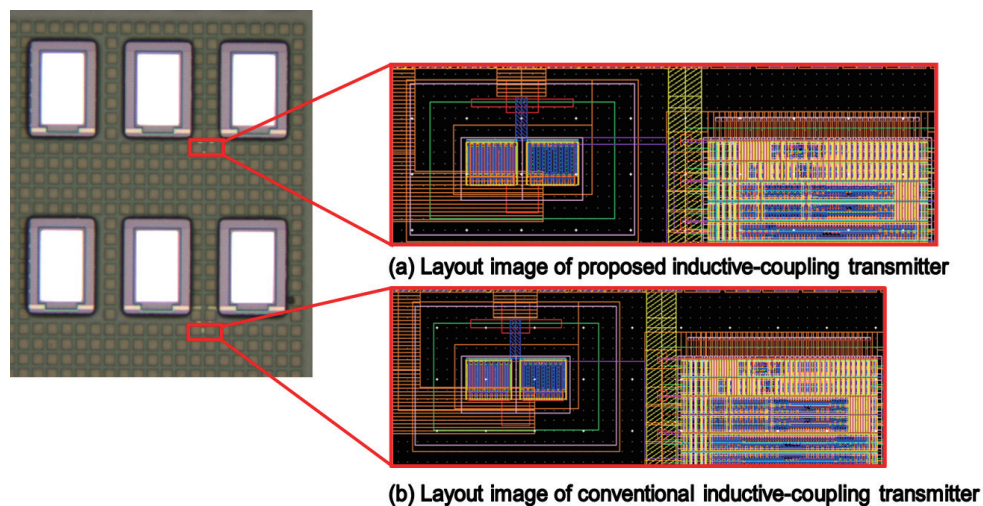 (a) Layout image of proposed inductive-coupling transmitter
(b) Layout image of conventional inductive-coupling transmitter